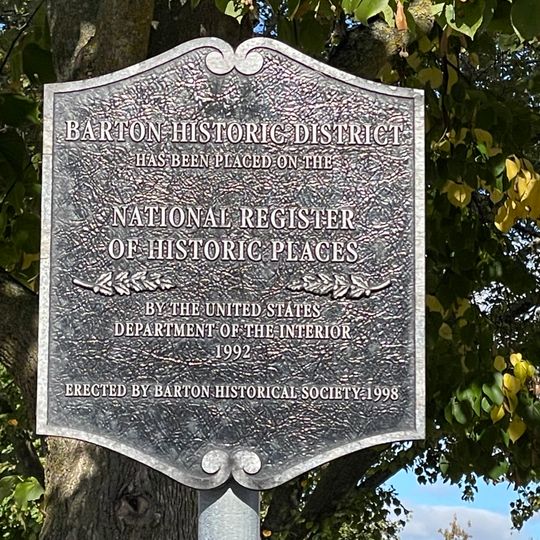 BARTON HISTORIC DISTRICT
HAS BEEN PLACED ON THE
NATIONAL REGISTER
OF HISTORIC PLACES
BY THE UNITED STATES
DEPARTMENT OF THE INTERIOR
1992
ERECTED BY BARTON HISTORICAL SOCIETY-1998